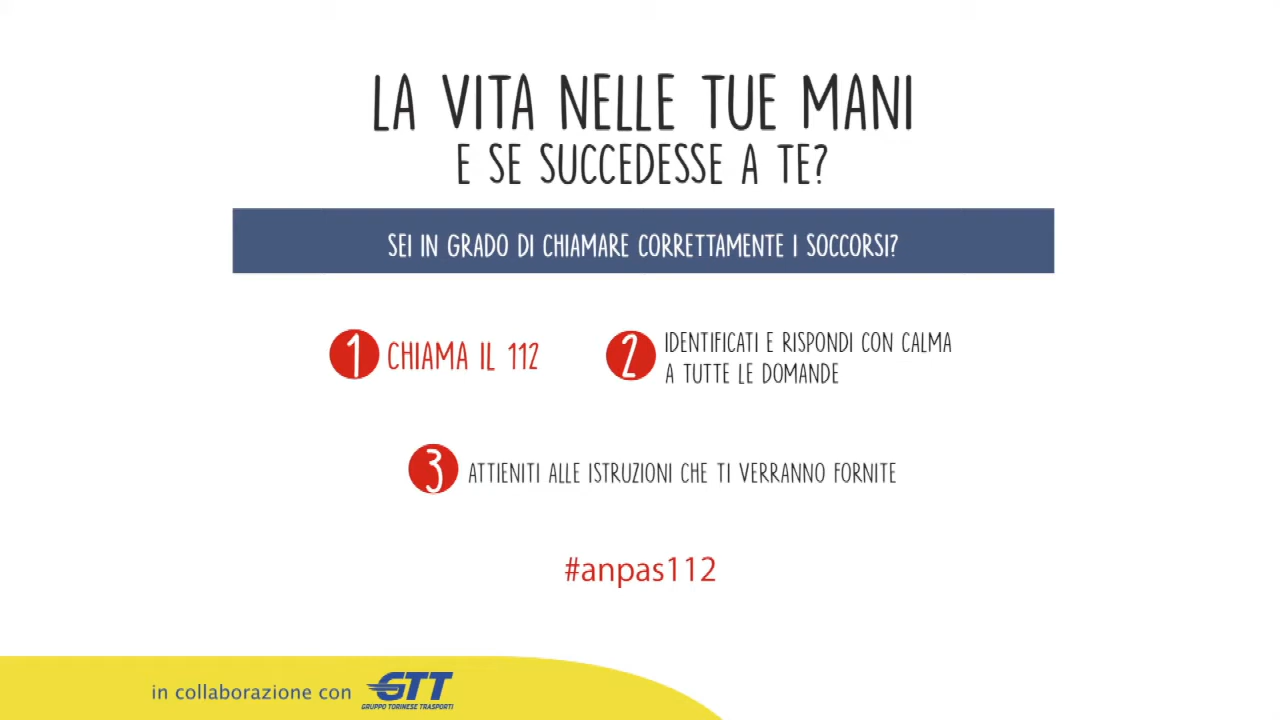 LA VITA NELLE TUE MANI
E SE SUCCEDESSE A TE?
SEI IN GRADO DI CHIAMARE CORRETTAMENTE I SOCCORSI?
1 CHIAMA IL 112
2 IDENTIFICATI E RISPONDI CON CALMA
A TUTTE LE DOMANDE
3 ATTIENITI ALLE ISTRUZIONI CHE TI VERRANNO FORNITE
#anpas112
in collaborazione con GTT
GRUPPO TORINESE TRASPORTI